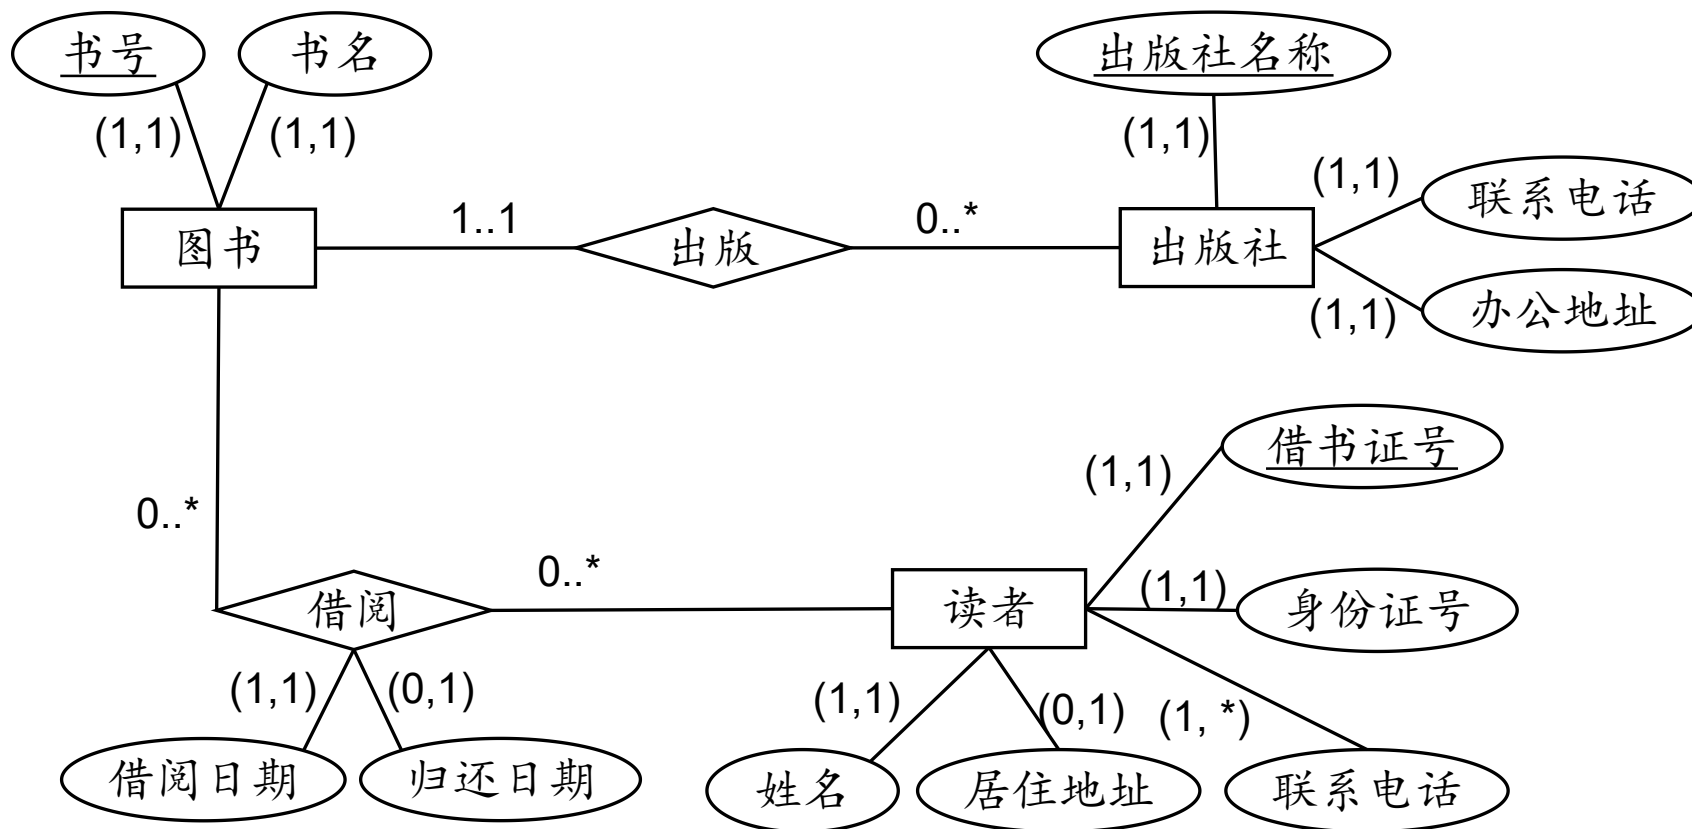 书号
书名
出版社名称
(1,1)
(1,1)
(1,1)
(1,1)
联系电话
图书
1..1
出版
0..*
出版社
(1,1)
办公地址
借书证号
(1,1)
0..*
0..*
借阅
读者
(1,1)
身份证号
(1,1)
(0,1)
(1,1)
(0,1)
(1, *)
借阅日期
归还日期
姓名
居住地址
联系电话